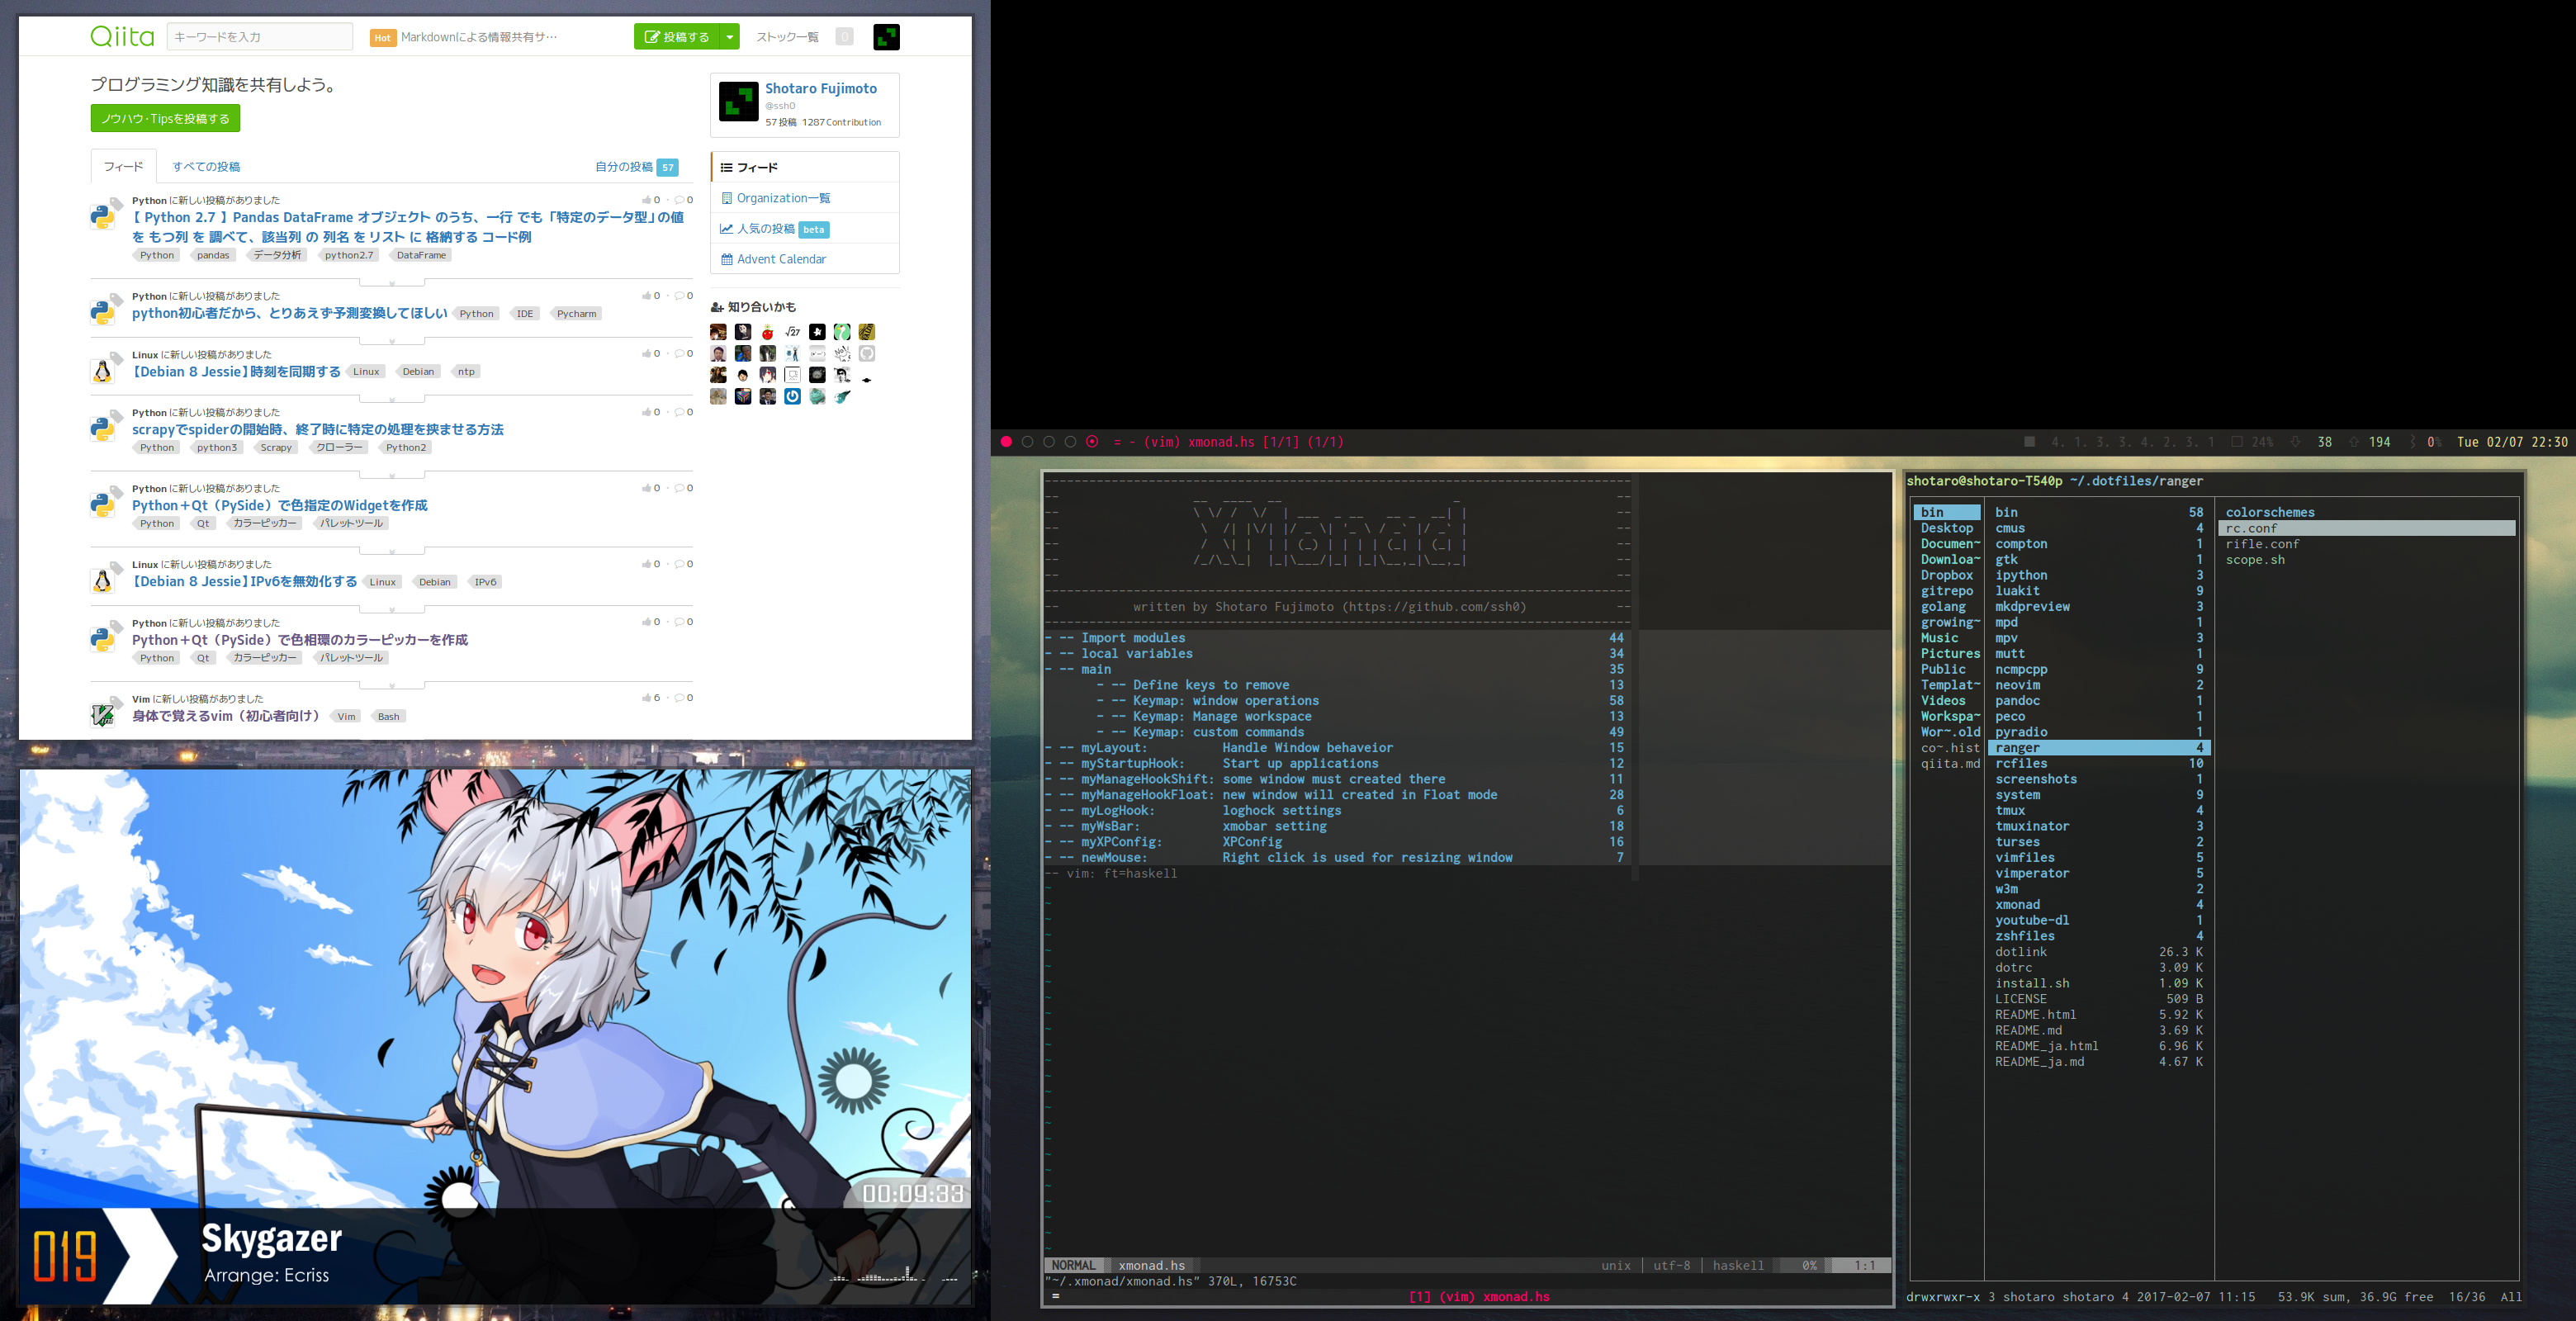 Qiita
キーワードを入力
Hot Markdownによる情報共有サ…
投稿する
ストック一覧 0
プログラミング知識を共有しよう。
ノウハウ・Tipsを投稿する
フィード すべての投稿 自分の投稿 57
Python に新しい投稿がありました 0 · 0
【 Python 2.7 】 Pandas DataFrame オブジェクト のうち、一行 でも「特定のデータ型」の値
を もつ列 を 調べて、該当列 の 列名 を リスト に 格納する コード例
Python pandas データ分析 python2.7 DataFrame
Python に新しい投稿がありました 0 · 0
python初心者だから、とりあえず予測変換してほしい Python IDE Pycharm
Linux に新しい投稿がありました 0 · 0
【Debian 8 Jessie】時刻を同期する Linux Debian ntp
Python に新しい投稿がありました 0 · 0
scrapyでspiderの開始時、終了時に特定の処理を挟ませる方法
Python python3 Scrapy クローラー Python2
Python に新しい投稿がありました 0 · 0
Python＋Qt（PySide）で色指定のWidgetを作成
Python Qt カラーピッカー パレットツール
Linux に新しい投稿がありました 0 · 0
【Debian 8 Jessie】IPv6を無効化する Linux Debian IPv6
Python に新しい投稿がありました 0 · 0
Python＋Qt（PySide）で色相環のカラーピッカーを作成
Python Qt カラーピッカー パレットツール
Vim に新しい投稿がありました 6 · 0
身体で覚えるvim（初心者向け） Vim Bash
Shotaro Fujimoto
@ssh0
57 投稿 1287 Contribution
フィード
Organization一覧
人気の投稿 beta
Advent Calendar
知り合いかも
√27
00:09:33
019
Skygazer
Arrange: Ecriss
= - (vim) xmonad.hs [1/1] (1/1)
4. 1. 3. 3. 4. 2. 3. 1 24% 38 194 0% Tue 02/07 22:30
-- written by Shotaro Fujimoto (https://github.com/ssh0) --
- -- Import modules 44
- -- local variables 34
- -- main 35
- -- Define keys to remove 13
- -- Keymap: window operations 58
- -- Keymap: Manage workspace 13
- -- Keymap: custom commands 49
- -- myLayout: Handle Window behaveior 15
- -- myStartupHook: Start up applications 12
- -- myManageHookShift: some window must created there 11
- -- myManageHookFloat: new window will created in Float mode 28
- -- myLogHook: loghock settings 6
- -- myWsBar: xmobar setting 18
- -- myXPConfig: XPConfig 16
- -- newMouse: Right click is used for resizing window 7
-- vim: ft=haskell
NORMAL xmonad.hs unix utf-8 haskell 0% 1:1
"~/.xmonad/xmonad.hs" 370L, 16753C
= [1] (vim) xmonad.hs
shotaro@shotaro-T540p ~/.dotfiles/ranger
bin
Desktop
Documen~
Downloa~
Dropbox
gitrepo
golang
growing~
Music
Pictures
Public
Templat~
Videos
Workspa~
Wor~.old
co~.hist
qiita.md
bin 58
cmus 4
compton 1
gtk 1
ipython 3
luakit 9
mkdpreview 3
mpd 1
mpv 3
mutt 1
ncmpcpp 9
neovim 2
pandoc 1
peco 1
pyradio 1
ranger 4
rcfiles 10
screenshots 1
system 9
tmux 4
tmuxinator 3
turses 2
vimfiles 5
vimperator 5
w3m 2
xmonad 4
youtube-dl 1
zshfiles 4
dotlink 26.3 K
dotrc 3.09 K
install.sh 1.09 K
LICENSE 509 B
README.html 5.92 K
README.md 3.69 K
README_ja.html 6.96 K
README_ja.md 4.67 K
colorschemes
rc.conf
rifle.conf
scope.sh
drwxrwxr-x 3 shotaro shotaro 4 2017-02-07 11:15 53.9K sum, 36.9G free 16/36 All